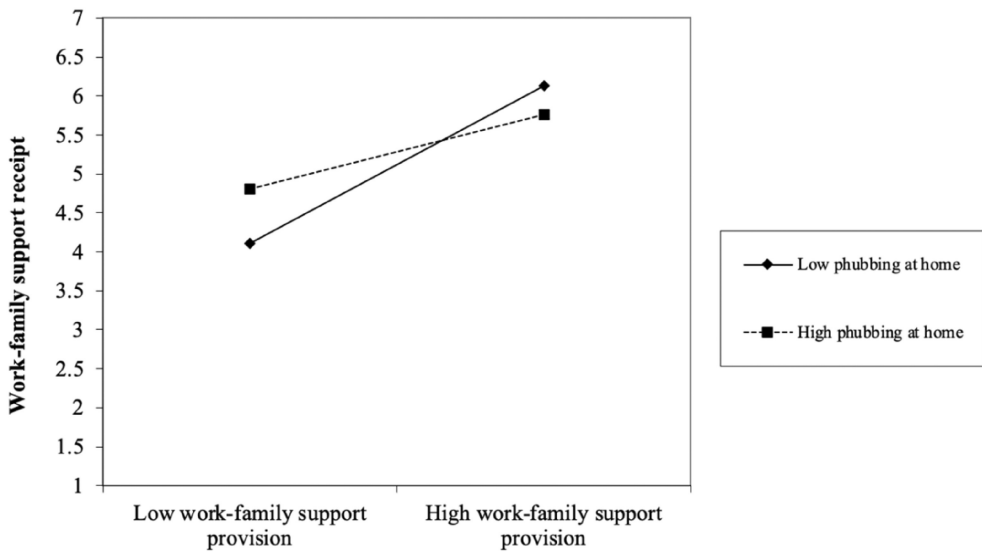 7
6.5
6
5.5
5
4.5
4
3.5
3
2.5
2
1.5
1
Work-family support receipt
Low work-family support
provision
High work-family support
provision
Low phubbing at home
High phubbing at home